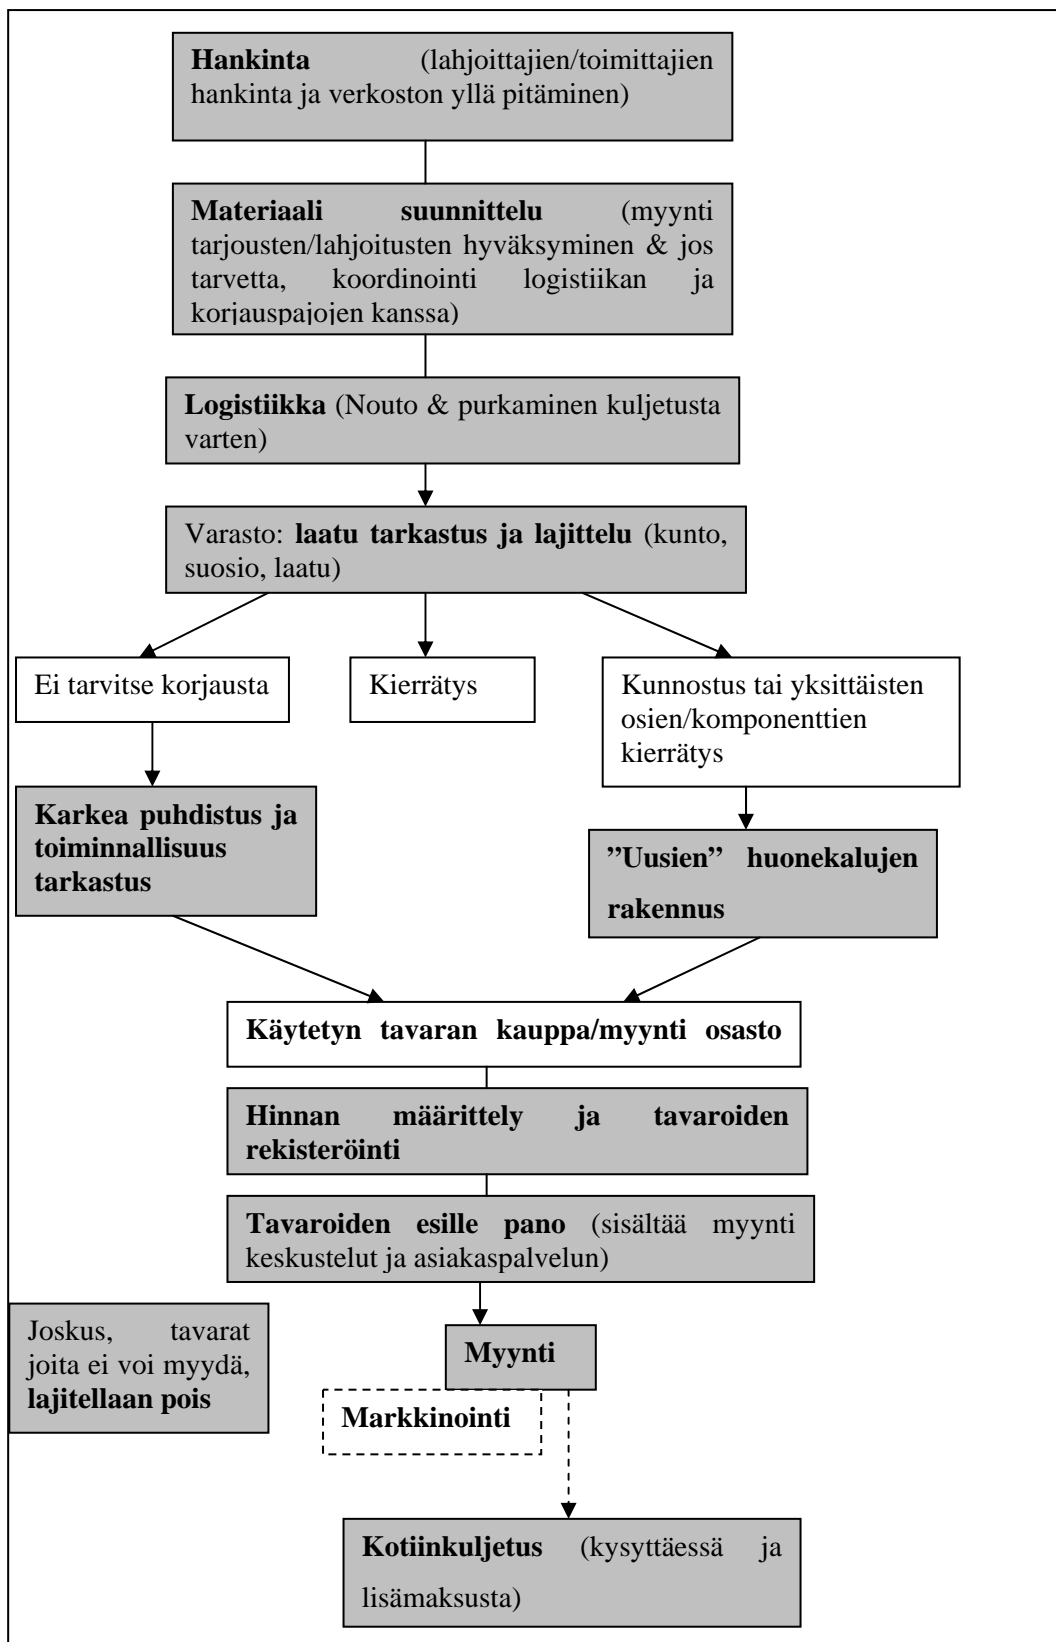 Hankinta (lahjoittajien/toimittajien
hankinta ja verkoston yllä pitäminen)
Materiaali suunnittelu (myynti
tarjousten/lahjoitusten hyväksyminen & jos
tarvetta, koordinointi logistiikan ja
korjauspajojen kanssa)
Logistiikka (Nouto & purkaminen kuljetusta
varten)
Varasto: laatu tarkastus ja lajittelu (kunto,
suosio, laatu)
Ei tarvitse korjausta
Kierrätys
Kunnostus tai yksittäisten
osien/komponenttien
kierrätys
Karkea puhdistus ja
toiminnallisuus
tarkastus
”Uusien” huonekalujen
rakennus
Käytetyn tavaran kauppa/myynti osasto
Hinnan määrittely ja tavaroiden
rekisteröinti
Tavaroiden esille pano (sisältää myynti
keskustelut ja asiakaspalvelun)
Joskus, tavarat
joita ei voi myydä,
lajitellaan pois
Myynti
Markkinointi
Kotiinkuljetus (kysyttäessä ja
lisämaksusta)